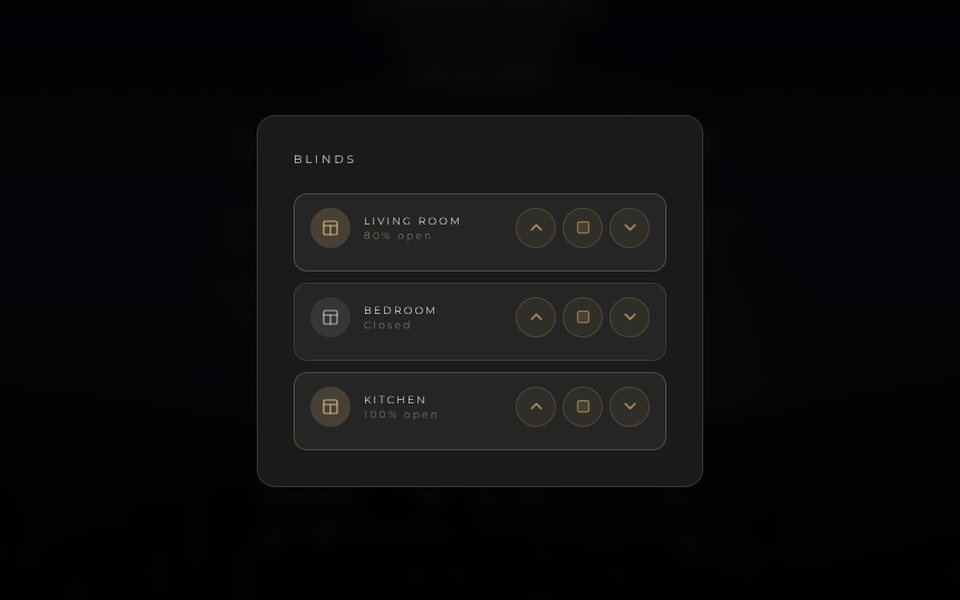 BLINDS
LIVING ROOM
80% open
BEDROOM
Closed
KITCHEN
100% open